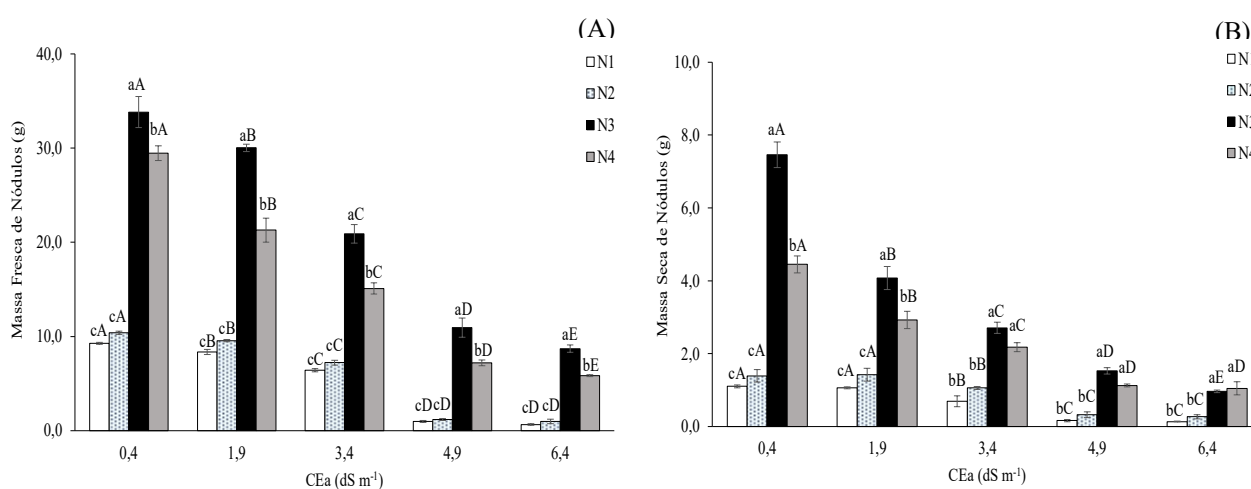 (A)
40,0
30,0
20,0
10,0
0,0
Massa Fresca de Nódulos (g)
cA cA aA bA
cB cB aB bB
cC cC aC bC
cD cD aD bD
cD cD aE bE
0,4 1,9 3,4 4,9 6,4
CEa (dS m⁻¹)
N1
N2
N3
N4
(B)
10,0
8,0
6,0
4,0
2,0
0,0
Massa Seca de Nódulos (g)
cA cA aA bA
cA cA aB bB
bB bB aC aC
bC bC aD aD
bC bC aE aD
0,4 1,9 3,4 4,9 6,4
CEa (dS m⁻¹)